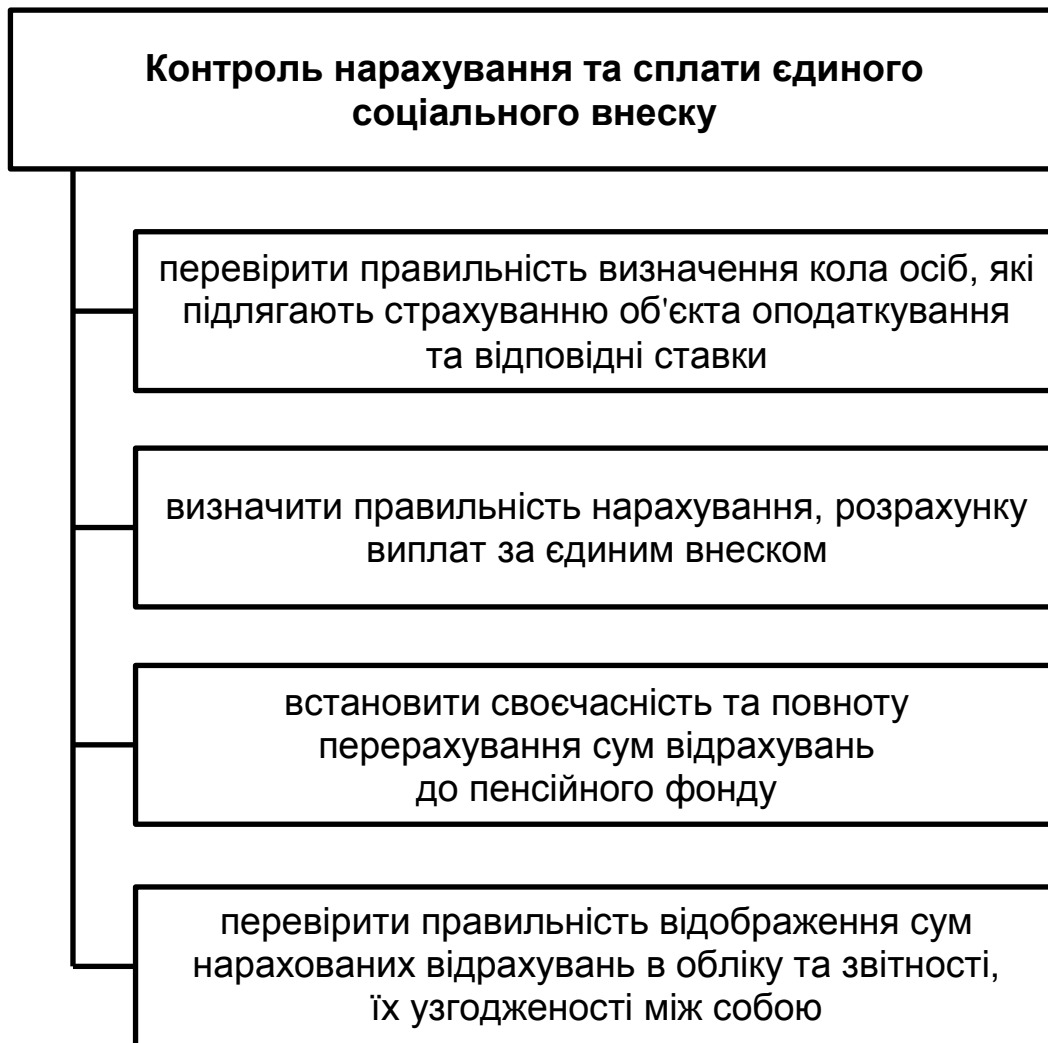 Контроль нарахування та сплати єдиного
соціального внеску
перевірити правильність визначення кола осіб, які
підлягають страхуванню об'єкта оподаткування
та відповідні ставки
визначити правильність нарахування, розрахунку
виплат за єдиним внеском
встановити своєчасність та повноту
перерахування сум відрахувань
до пенсійного фонду
перевірити правильність відображення сум
нарахованих відрахувань в обліку та звітності,
їх узгодженості між собою